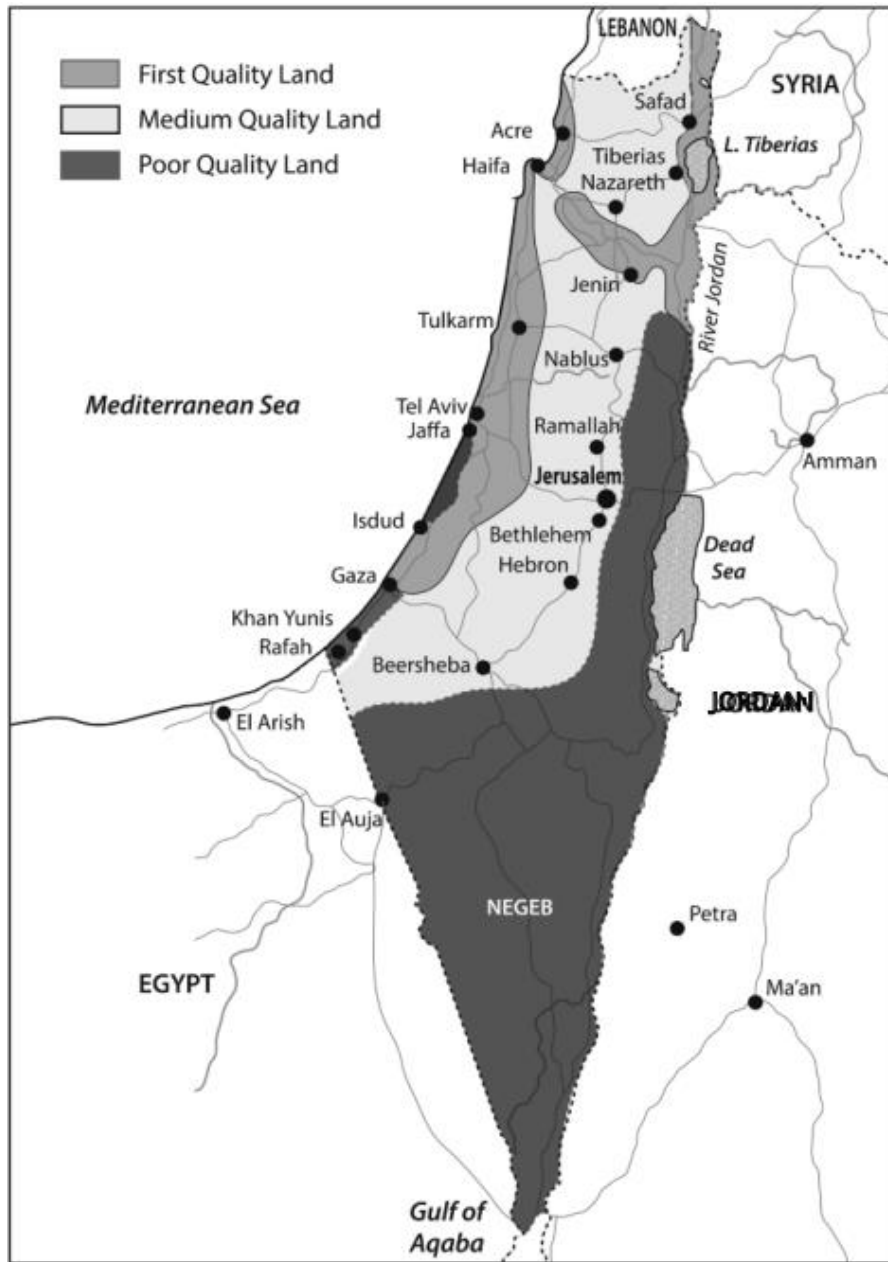 LEBANON
First Quality Land
Medium Quality Land
Poor Quality Land
SYRIA
Safad
Acre
L. Tiberias
Haifa
Tiberias
Nazareth
Jenin
River Jordan
Tulkarm
Nablus
Mediterranean Sea
Tel Aviv
Jaffa
Ramallah
Amman
Jerusalem
Isdud
Bethlehem
Dead
Sea
Hebron
Gaza
Khan Yunis
Rafah
Beersheba
JORDAN
El Arish
El Auja
NEGEB
Petra
EGYPT
Ma'an
Gulf of
Aqaba